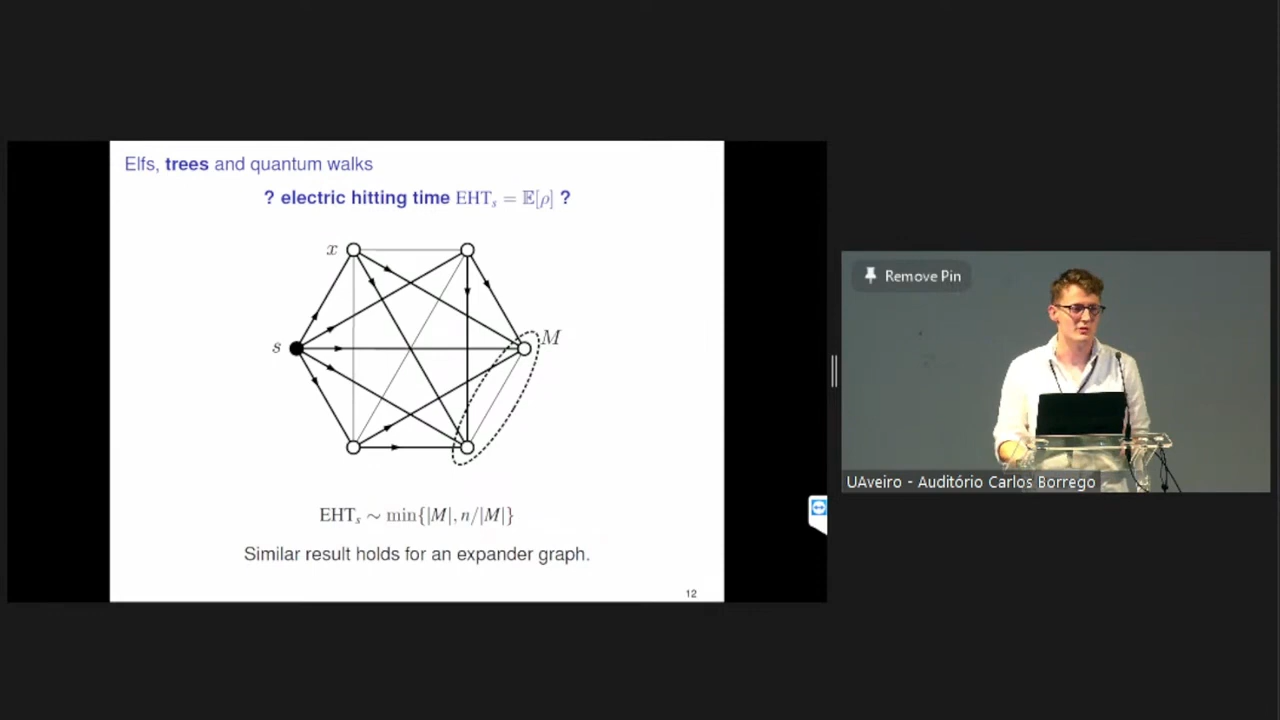 Elfs, trees and quantum walks
? electric hitting time EHTₛ = 𝔼[ρ] ?
x
s
M
EHTₛ ∼ min{|M|, n/|M|}
Similar result holds for an expander graph.
12
Remove Pin
UAveiro - Auditório Carlos Borrego